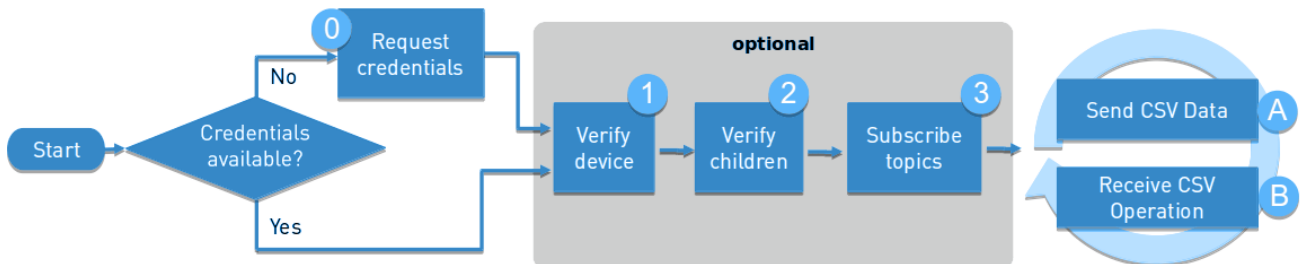 Start
Credentials
available?
No
Yes
0
Request
credentials
optional
1
Verify
device
2
Verify
children
3
Subscribe
topics
Send CSV Data
A
Receive CSV
Operation
B